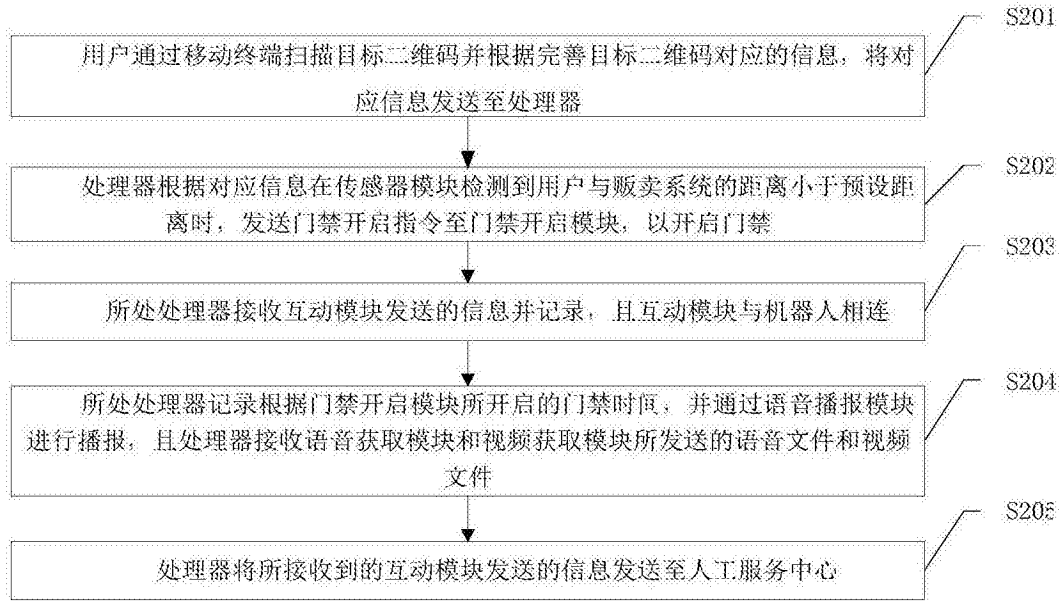 S201
用户通过移动终端扫描目标二维码并根据完善目标二维码对应的信息，将对
应信息发送至处理器
S202
处理器根据对应信息在传感器模块检测到用户与贩卖系统的距离小于预设距
离时，发送门禁开启指令至门禁开启模块，以开启门禁
S203
所处处理器接收互动模块发送的信息并记录，且互动模块与机器人相连
S204
所处处理器记录根据门禁开启模块所开启的门禁时间，并通过语音播报模块
进行播报，且处理器接收语音获取模块和视频获取模块所发送的语音文件和视频
文件
S205
处理器将所接收到的互动模块发送的信息发送至人工服务中心